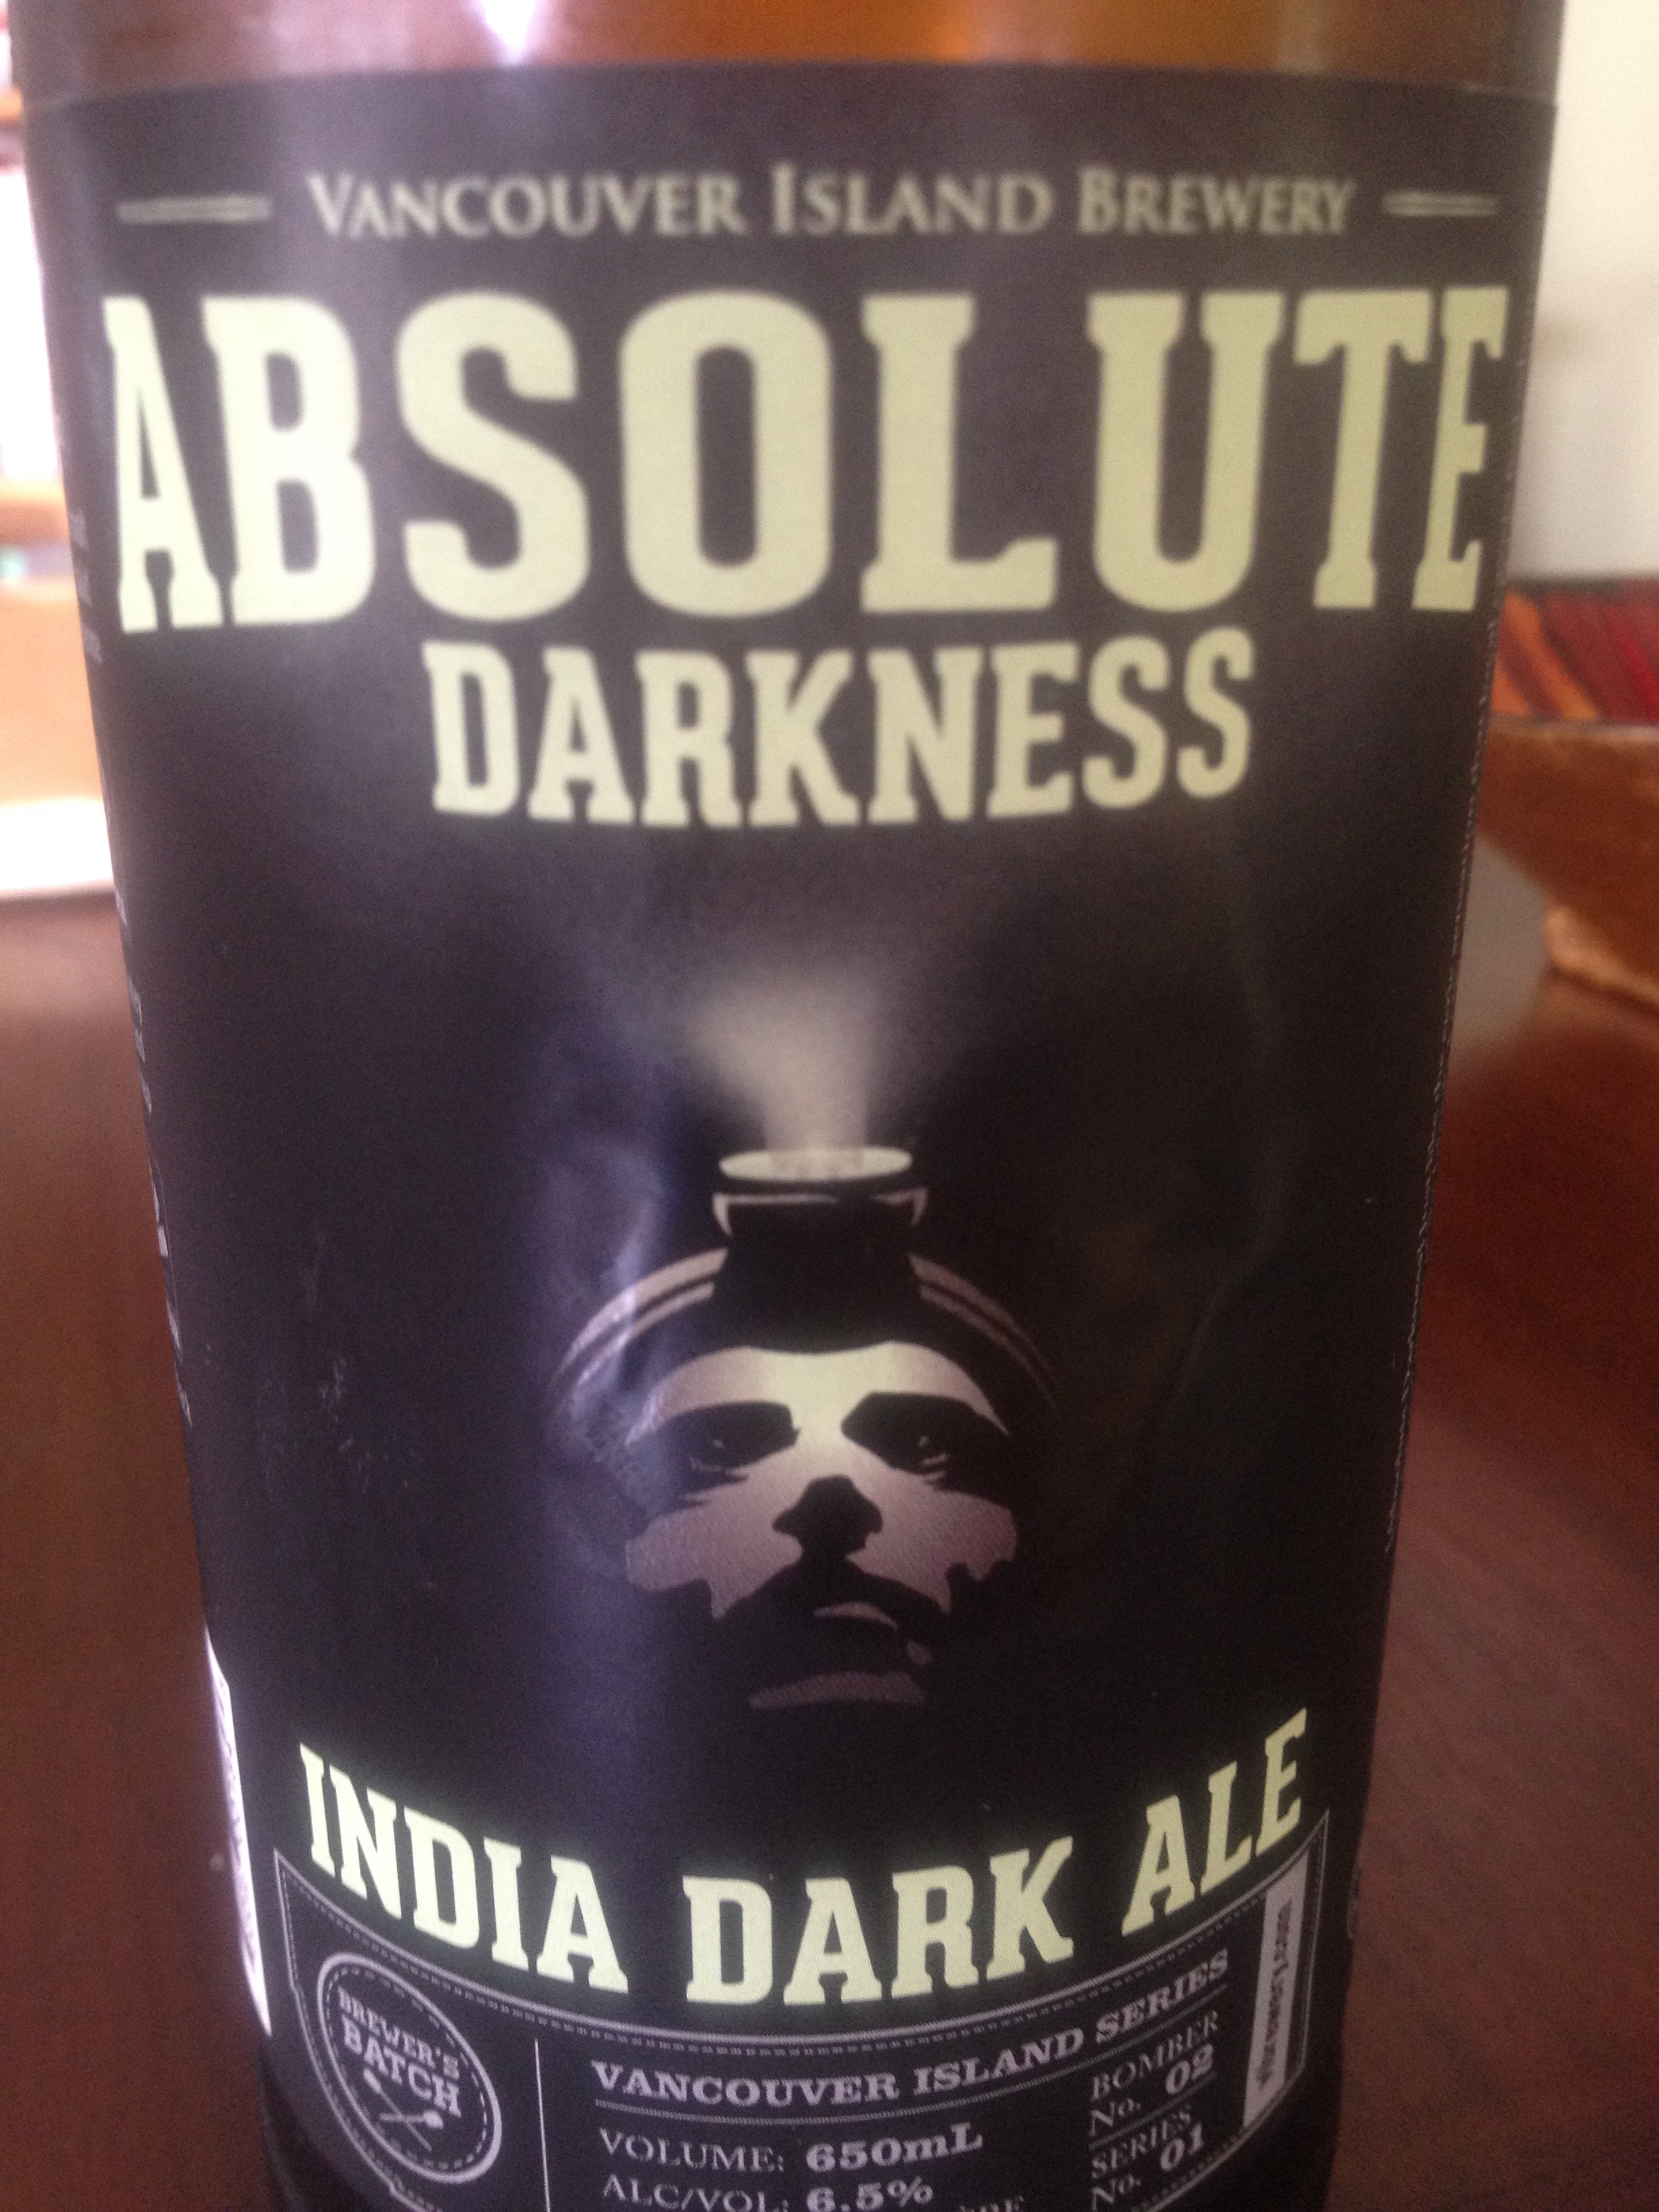 VANCOUVER ISLAND BREWERY
ABSOLUTE
DARKNESS
INDIA DARK ALE
BREWER'S
BATCH
VANCOUVER ISLAND SERIES
VOLUME: 650mL
ALC/VOL: 6.5%
BOMBER
No. 02
SERIES
No. 01